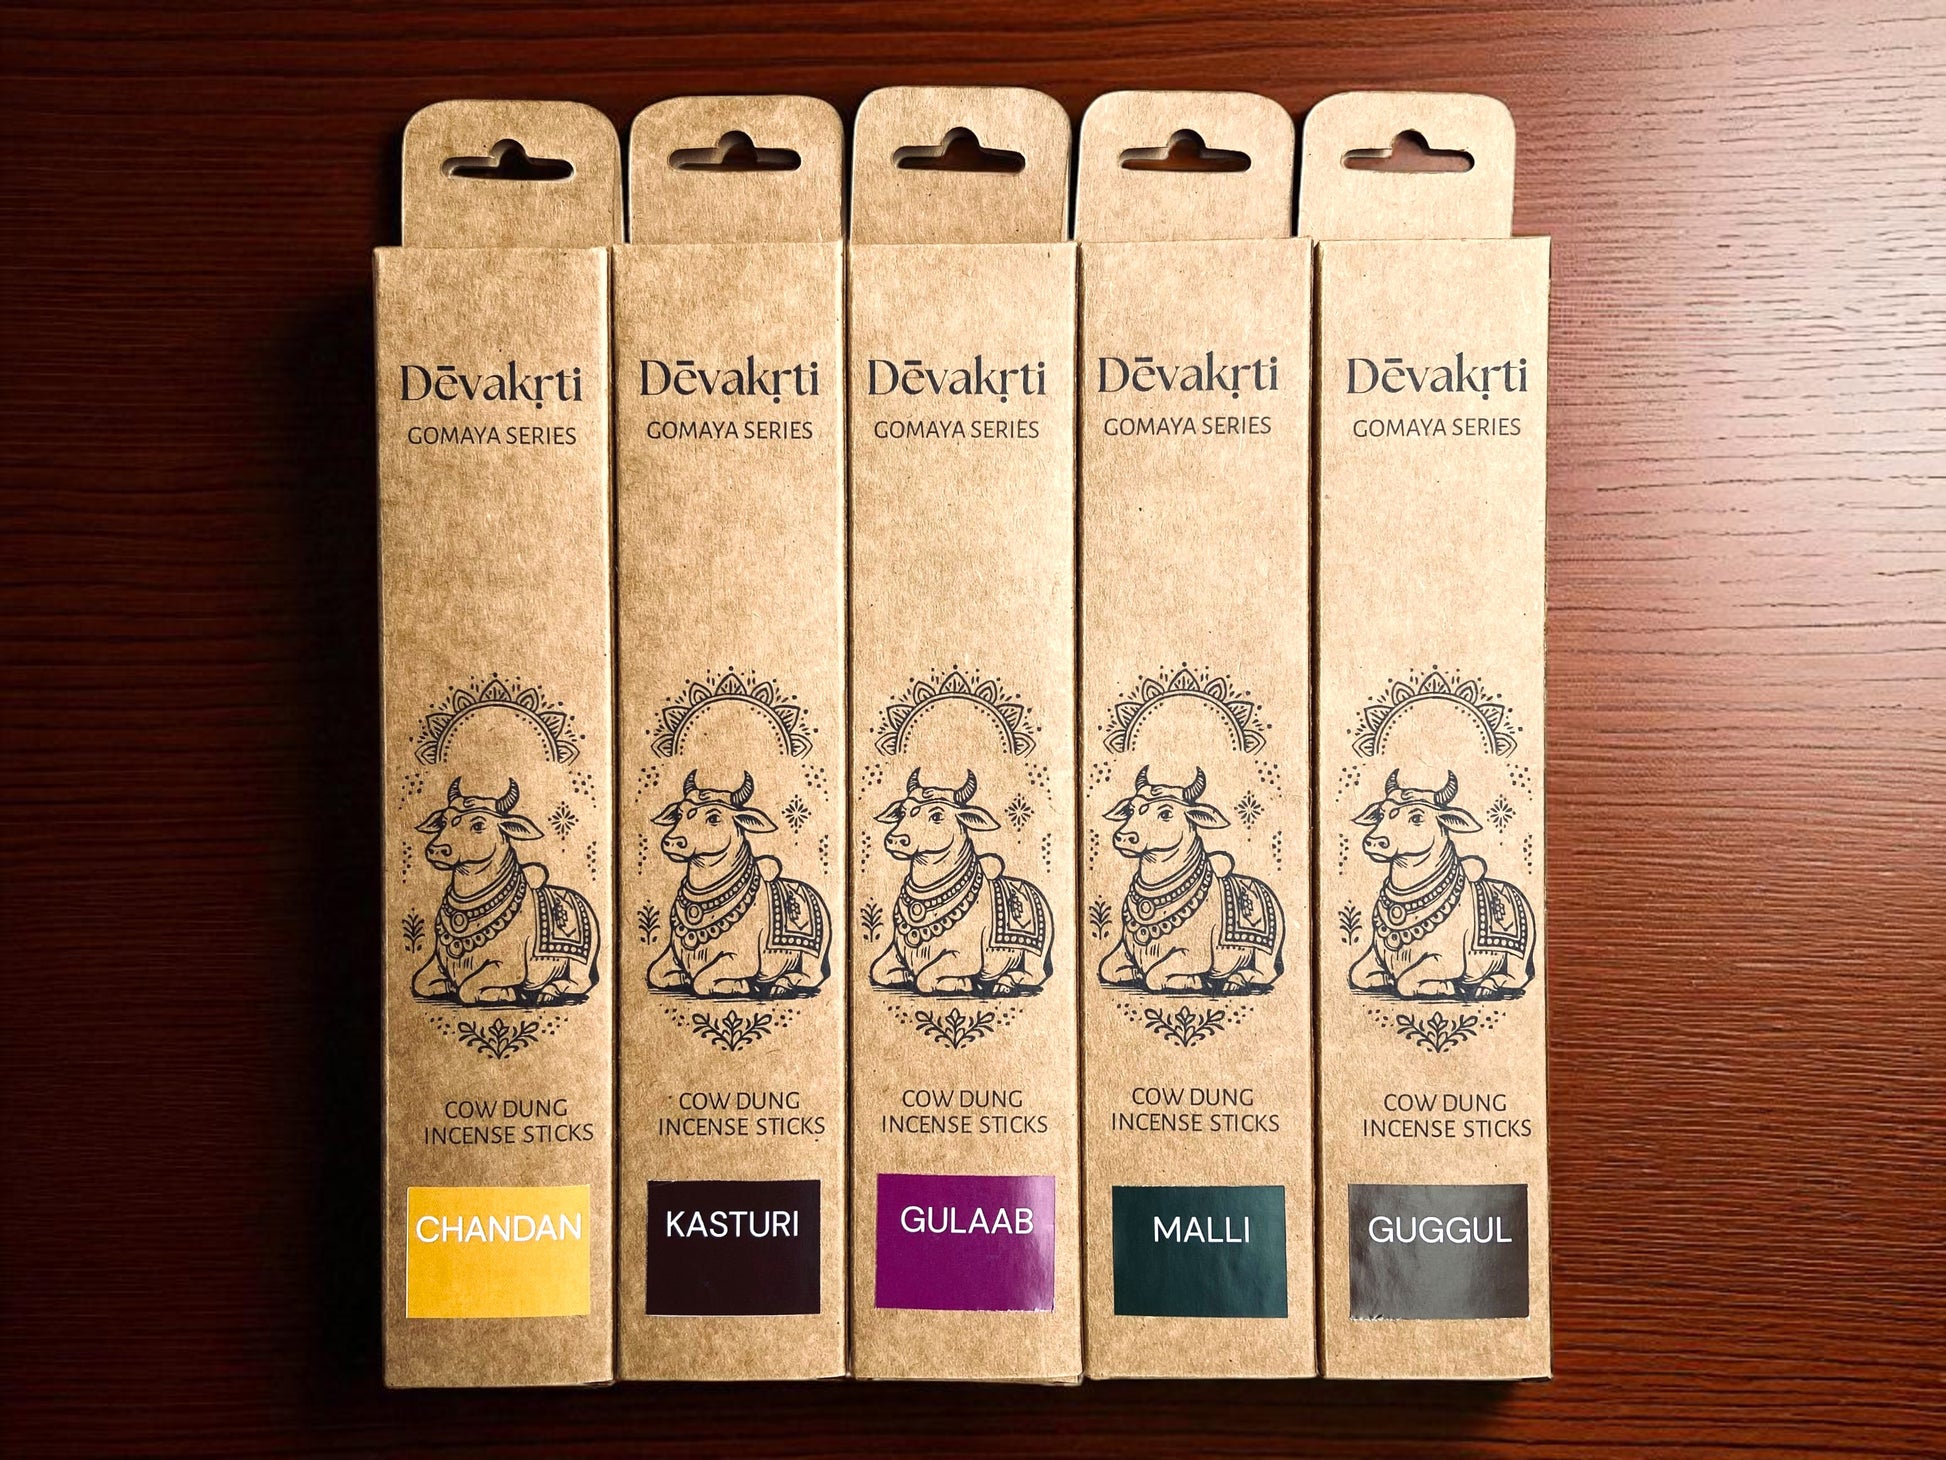 Dēvakṛti
GOMAYA SERIES
COW DUNG
INCENSE STICKS
CHANDAN
Dēvakṛti
GOMAYA SERIES
COW DUNG
INCENSE STICKS
KASTURI
Dēvakṛti
GOMAYA SERIES
COW DUNG
INCENSE STICKS
GULAAB
Dēvakṛti
GOMAYA SERIES
COW DUNG
INCENSE STICKS
MALLI
Dēvakṛti
GOMAYA SERIES
COW DUNG
INCENSE STICKS
GUGGUL